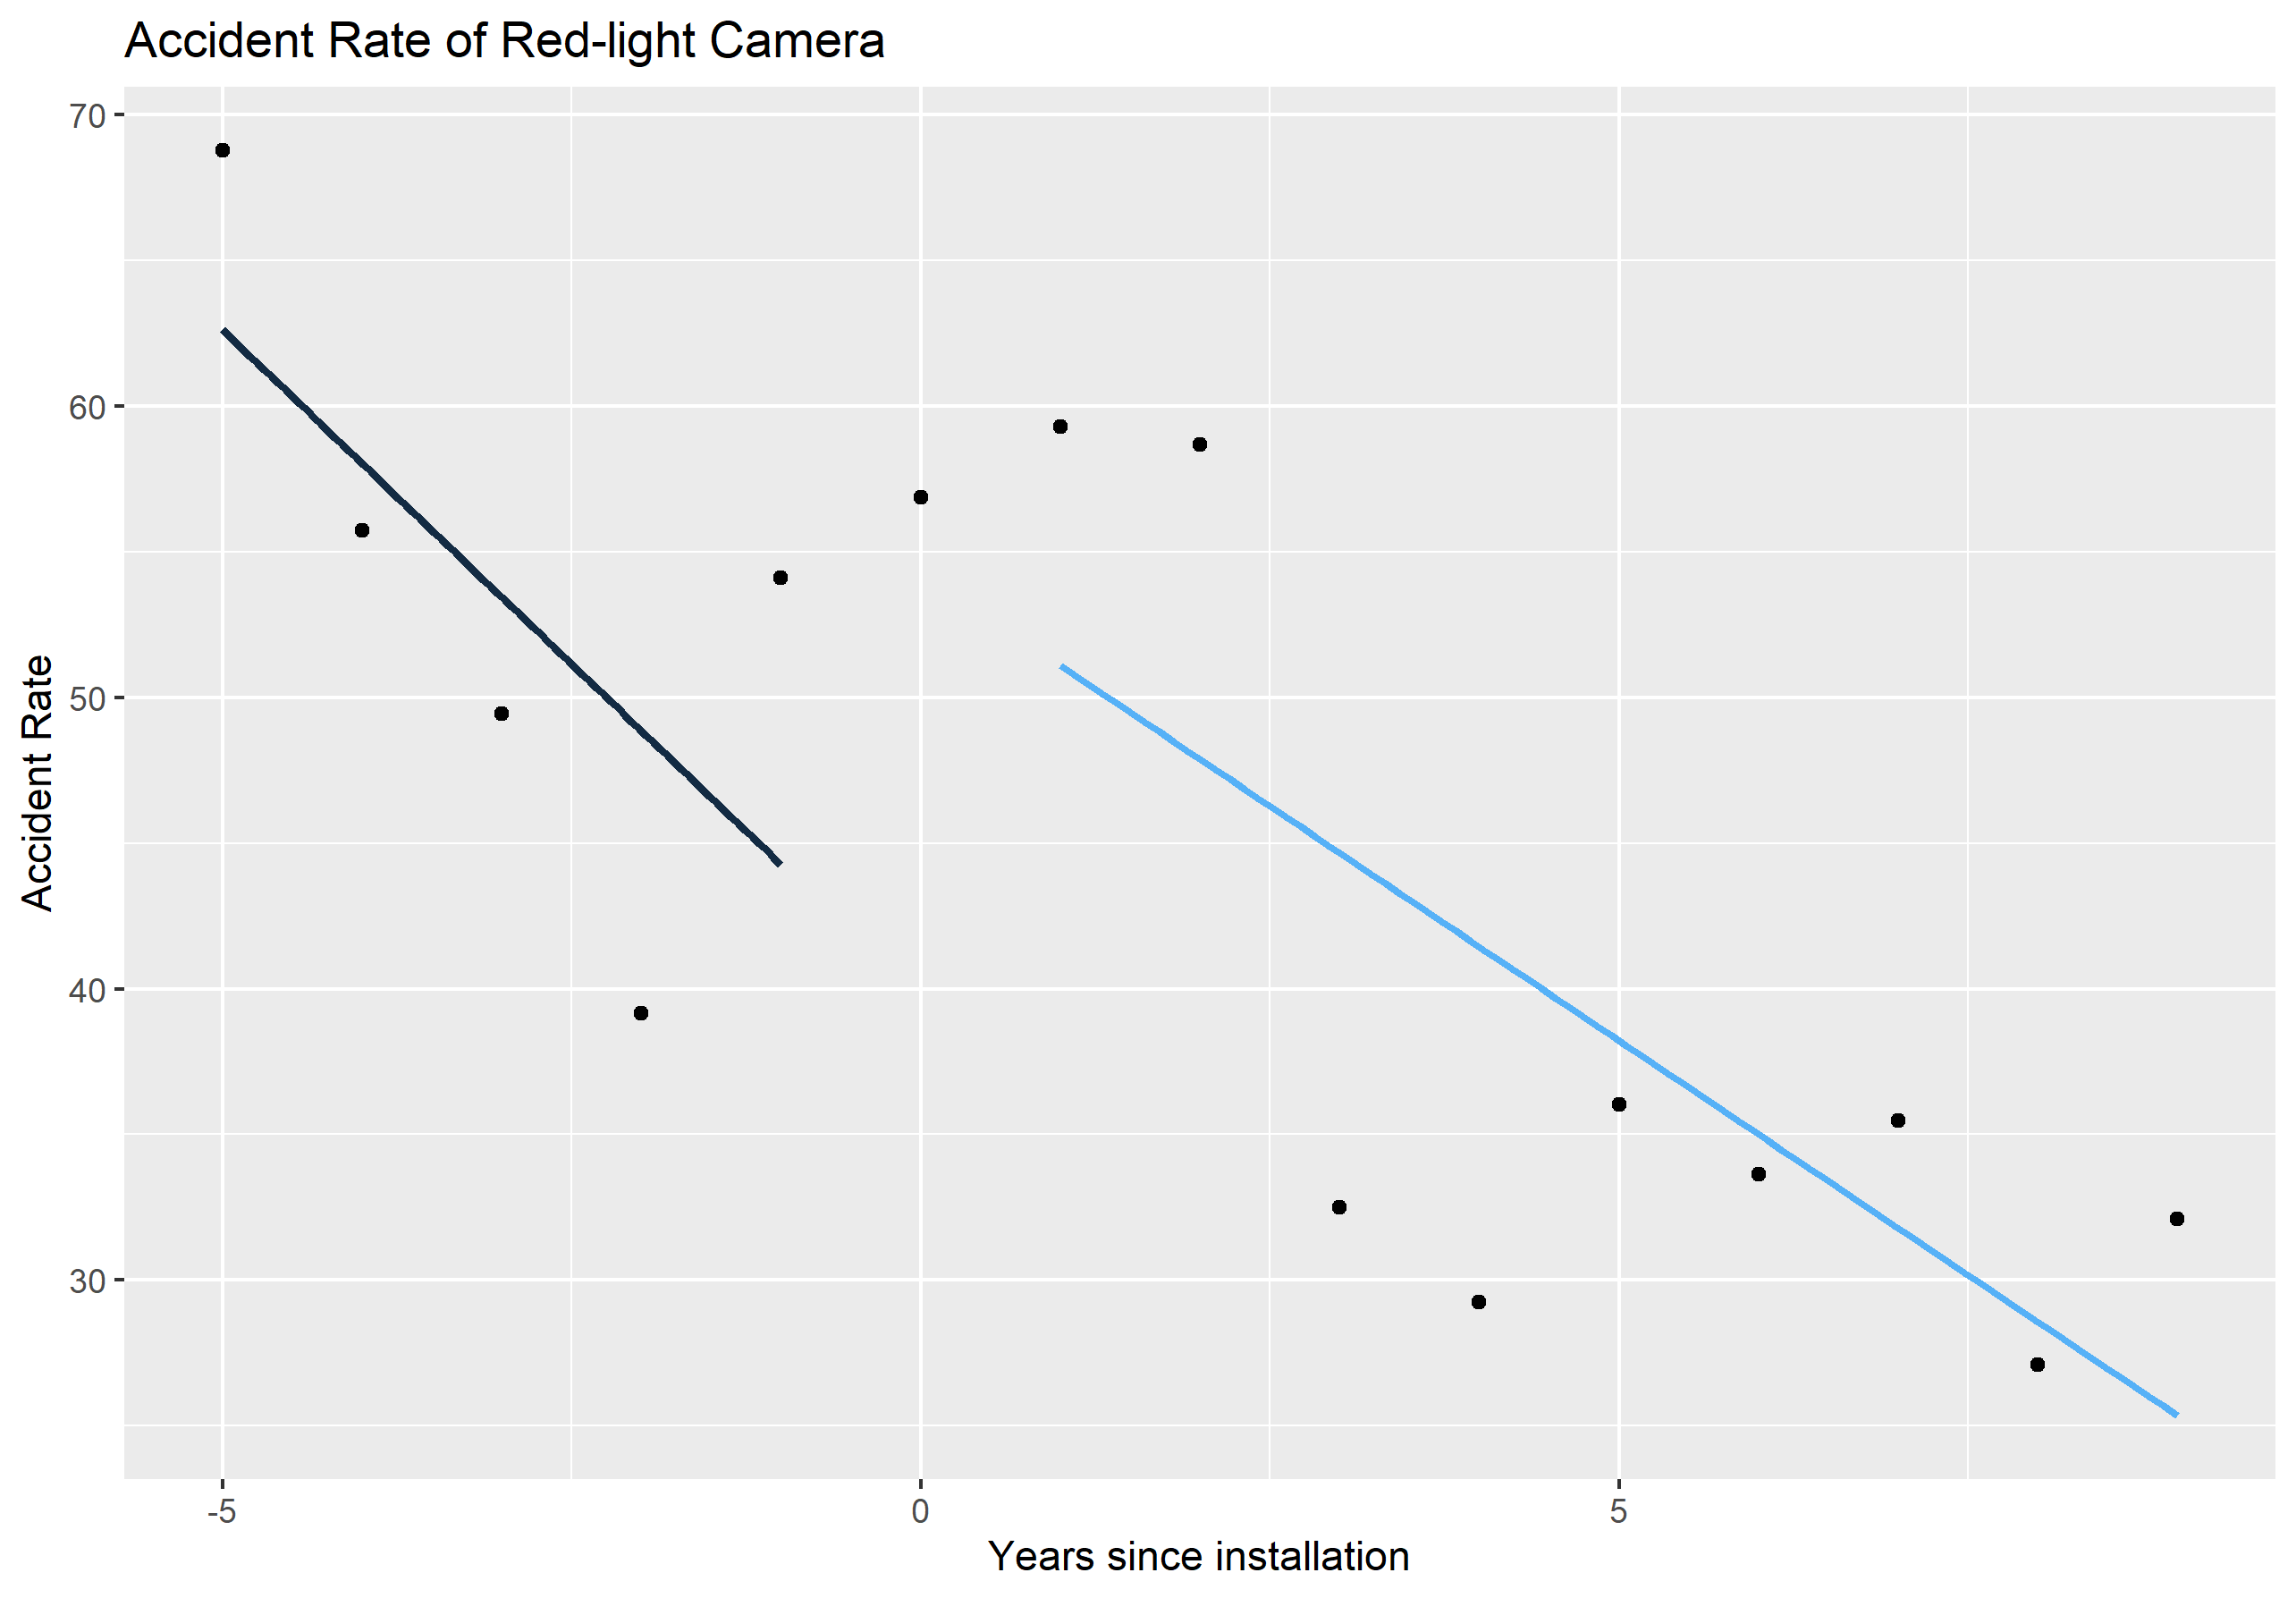 Accident Rate of Red-light Camera
70
60
50
40
30
Accident Rate
-5
0
5
Years since installation